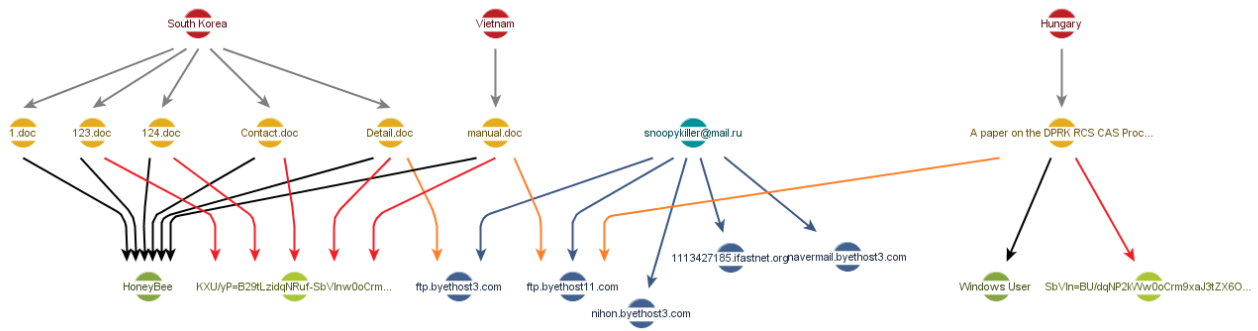 South Korea
Vietnam
Hungary
1.doc
123.doc
124.doc
Contact.doc
Detail.doc
manual.doc
snoopykiller@mail.ru
A paper on the DPRK RCS CAS Proc...
1113427185.ifastnet.org
navermail.byethost3.com
HoneyBee
KXU/yP=B29tLzidqNRuf-SbVInw0oCrm...
ftp.byethost3.com
ftp.byethost11.com
Windows User
SbVIn=BU/dqNP2kWw0oCrm9xaJ3tZX6O...
nihon.byethost3.com